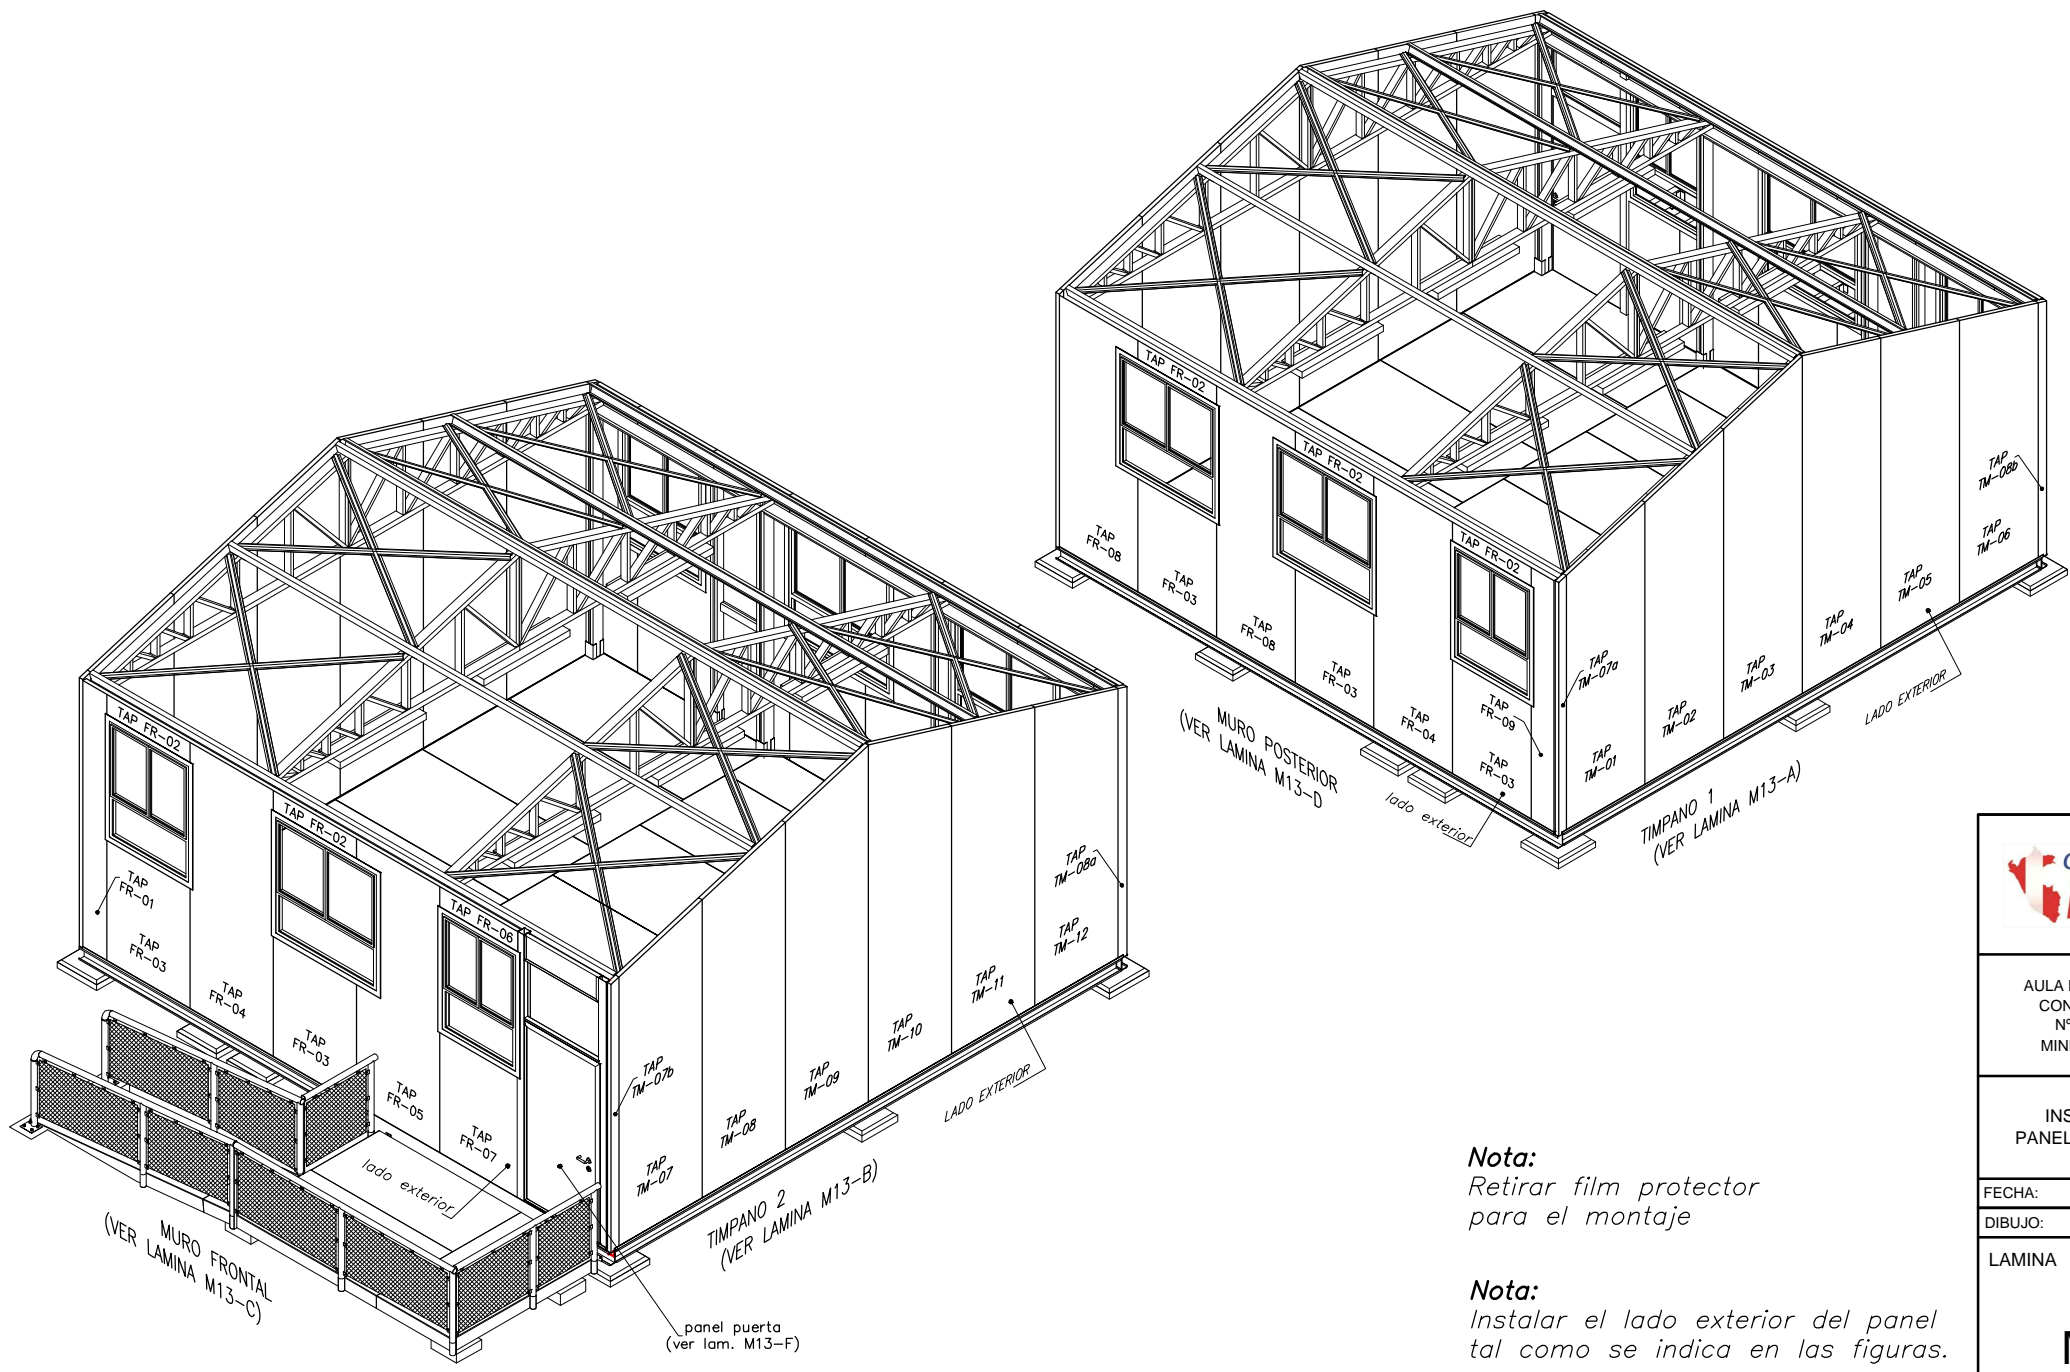 TAP FR-02
TAP FR-02
TAP FR-02
TAP
FR-08
TAP
FR-03
TAP
FR-08
TAP
FR-03
TAP
FR-04
TAP
FR-09
TAP
FR-03
TAP
TM-07a
TAP
TM-01
TAP
TM-02
TAP
TM-03
TAP
TM-04
TAP
TM-05
TAP
TM-06
TAP
TM-08b
LADO EXTERIOR
lado exterior
MURO POSTERIOR
(VER LAMINA M13-D
TIMPANO 1
(VER LAMINA M13-A)
TAP FR-02
TAP FR-02
TAP FR-06
TAP
FR-01
TAP
FR-03
TAP
FR-04
TAP
FR-03
TAP
FR-05
TAP
FR-07
TAP
TM-07b
TAP
TM-07
TAP
TM-08
TAP
TM-09
TAP
TM-10
TAP
TM-11
TAP
TM-12
TAP
TM-08a
LADO EXTERIOR
lado exterior
MURO FRONTAL
(VER LAMINA M13-C)
TIMPANO 2
(VER LAMINA M13-B)
panel puerta
(ver lam. M13-F)
Nota:
Retirar film protector
para el montaje
Nota:
Instalar el lado exterior del panel
tal como se indica en las figuras.
AULA
CON
Nº
MIN
INS
PANEL
FECHA:
DIBUJO:
LAMINA